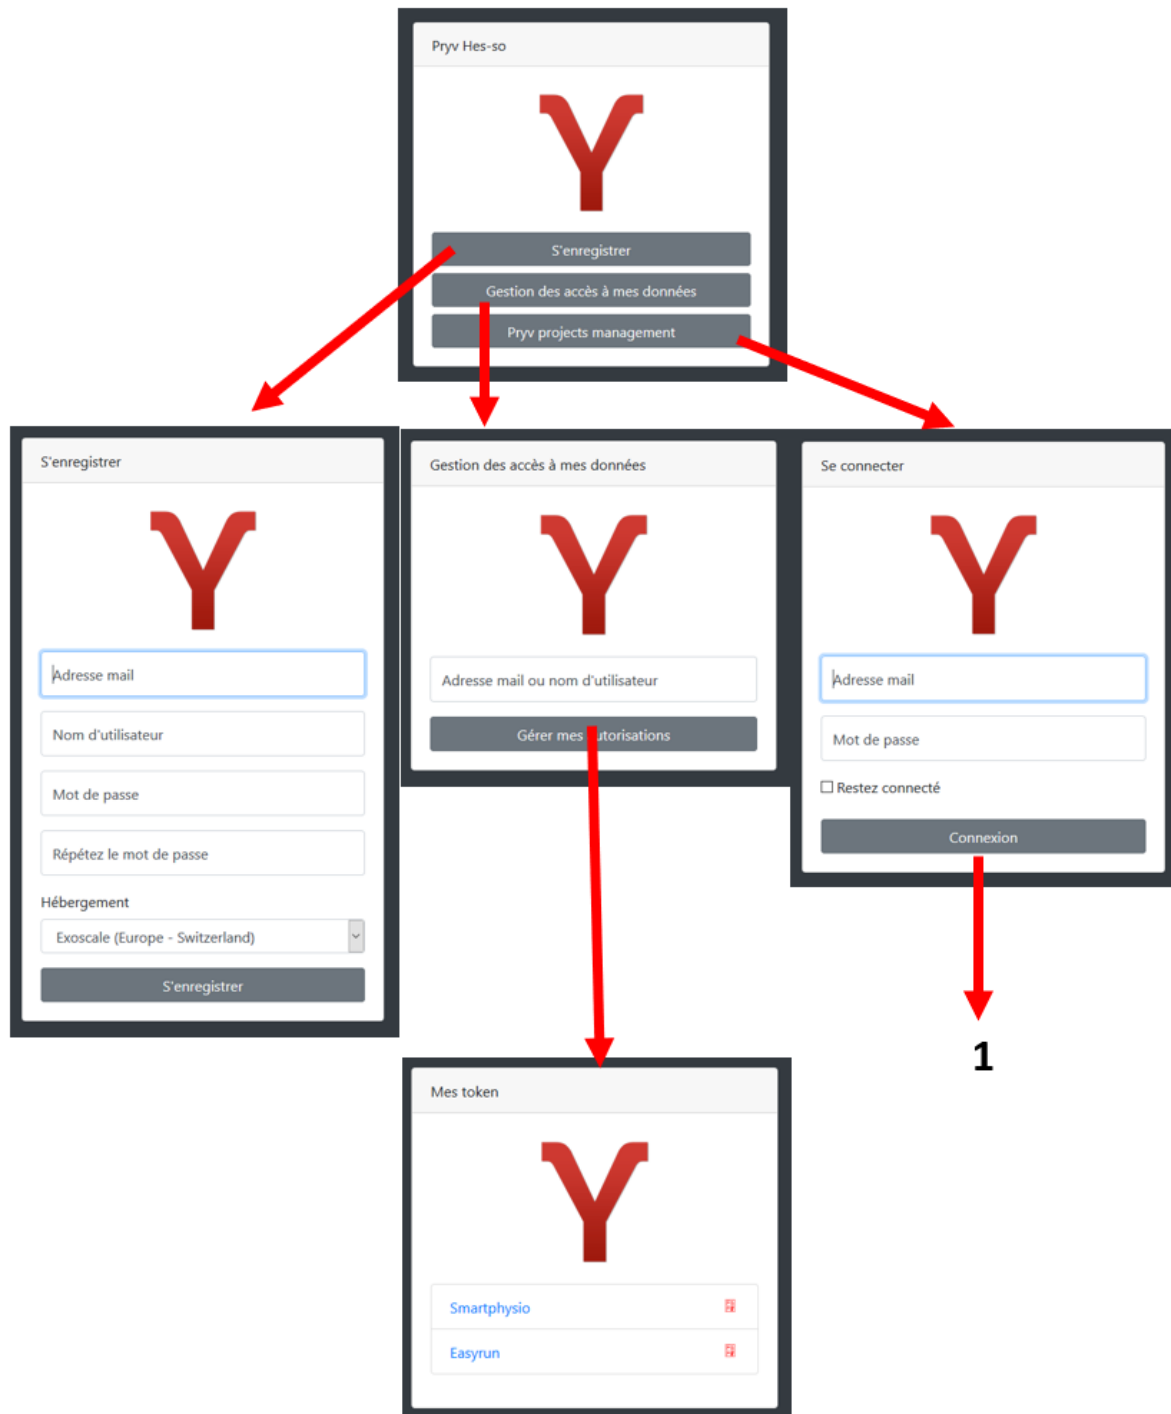 Pryv Hes-so
S'enregistrer
Gestion des accès à mes données
Pryv projects management
S'enregistrer
Adresse mail
Nom d'utilisateur
Mot de passe
Répétez le mot de passe
Hébergement
Exoscale (Europe - Switzerland)
S'enregistrer
Gestion des accès à mes données
Adresse mail ou nom d'utilisateur
Gérer mes utorisations
Se connecter
Adresse mail
Mot de passe
Restez connecté
Connexion
1
Mes token
Smartphysio
Easyrun